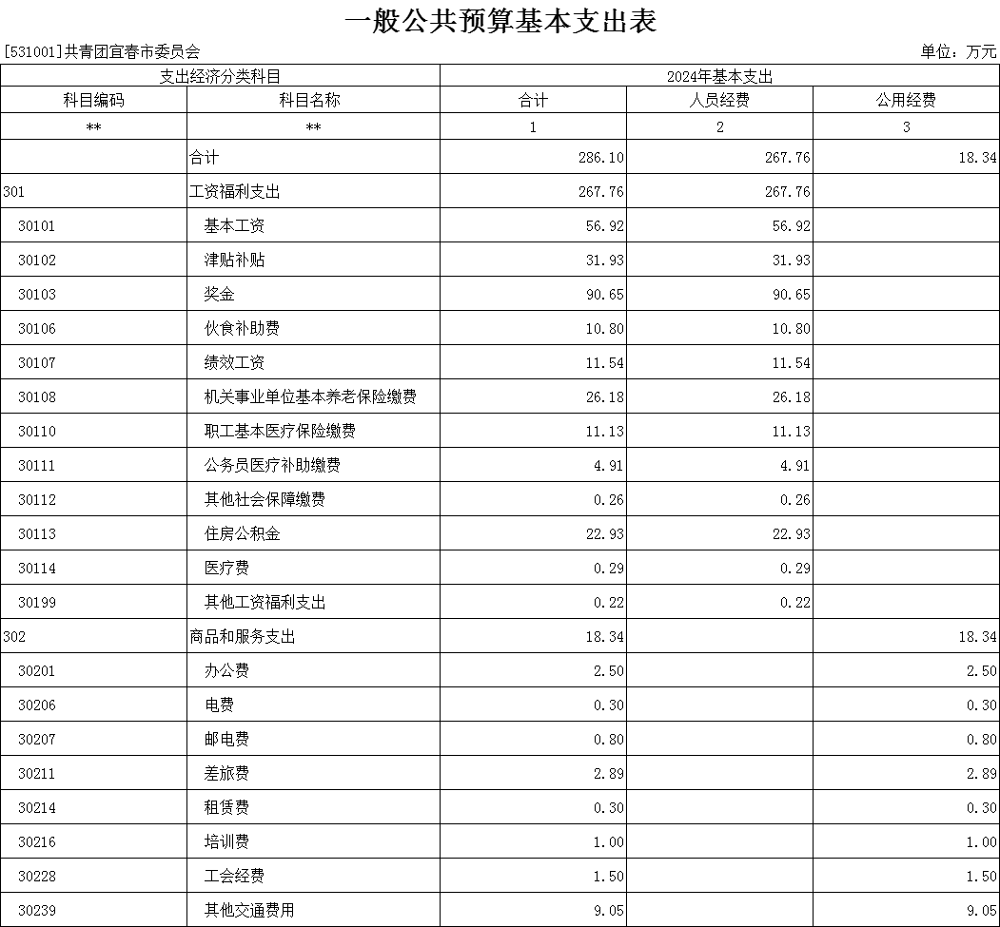 一般公共预算基本支出表
[531001]共青团宜春市委员会 单位：万元
支出经济分类科目 2024年基本支出
科目编码 科目名称 合计 人员经费 公用经费
** ** 1 2 3
合计 286.10 267.76 18.34
301 工资福利支出 267.76 267.76
30101 基本工资 56.92 56.92
30102 津贴补贴 31.93 31.93
30103 奖金 90.65 90.65
30106 伙食补助费 10.80 10.80
30107 绩效工资 11.54 11.54
30108 机关事业单位基本养老保险缴费 26.18 26.18
30110 职工基本医疗保险缴费 11.13 11.13
30111 公务员医疗补助缴费 4.91 4.91
30112 其他社会保障缴费 0.26 0.26
30113 住房公积金 22.93 22.93
30114 医疗费 0.29 0.29
30199 其他工资福利支出 0.22 0.22
302 商品和服务支出 18.34 18.34
30201 办公费 2.50 2.50
30206 电费 0.30 0.30
30207 邮电费 0.80 0.80
30211 差旅费 2.89 2.89
30214 租赁费 0.30 0.30
30216 培训费 1.00 1.00
30228 工会经费 1.50 1.50
30239 其他交通费用 9.05 9.05